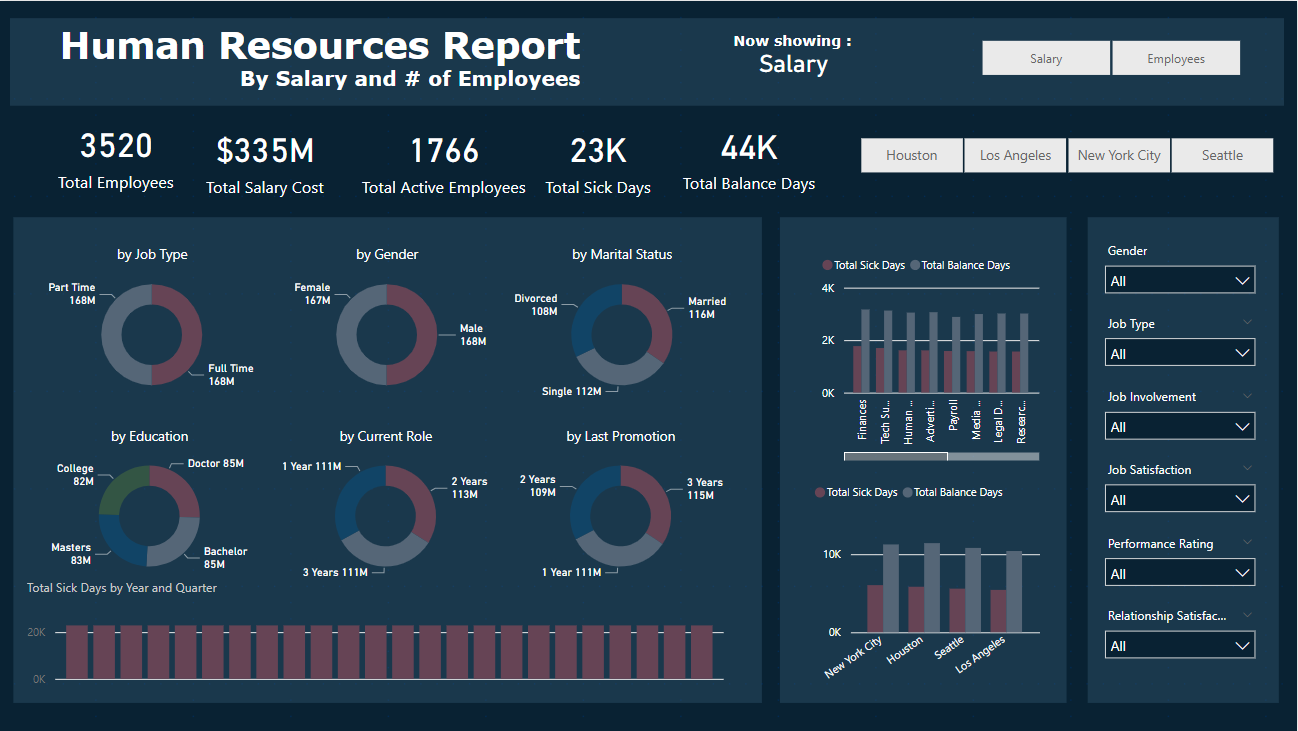 Human Resources Report
By Salary and # of Employees
Now showing :
Salary
Salary
Employees
3520
Total Employees
$335M
Total Salary Cost
1766
Total Active Employees
23K
Total Sick Days
44K
Total Balance Days
Houston
Los Angeles
New York City
Seattle
by Job Type
Part Time
168M
Full Time
168M
by Gender
Female
167M
Male
168M
by Marital Status
Divorced
108M
Married
116M
Single 112M
by Education
College
82M
Doctor 85M
Masters
83M
Bachelor
85M
by Current Role
1 Year 111M
2 Years
113M
3 Years 111M
by Last Promotion
2 Years
109M
3 Years
115M
1 Year 111M
Total Sick Days by Year and Quarter
20K
0K
Total Sick Days
Total Balance Days
4K
2K
0K
Finances
Tech Su...
Human ...
Adverti...
Payroll
Media ...
Legal D...
Researc...
Total Sick Days
Total Balance Days
10K
0K
New York City
Houston
Seattle
Los Angeles
Gender
All
Job Type
All
Job Involvement
All
Job Satisfaction
All
Performance Rating
All
Relationship Satisfac...
All